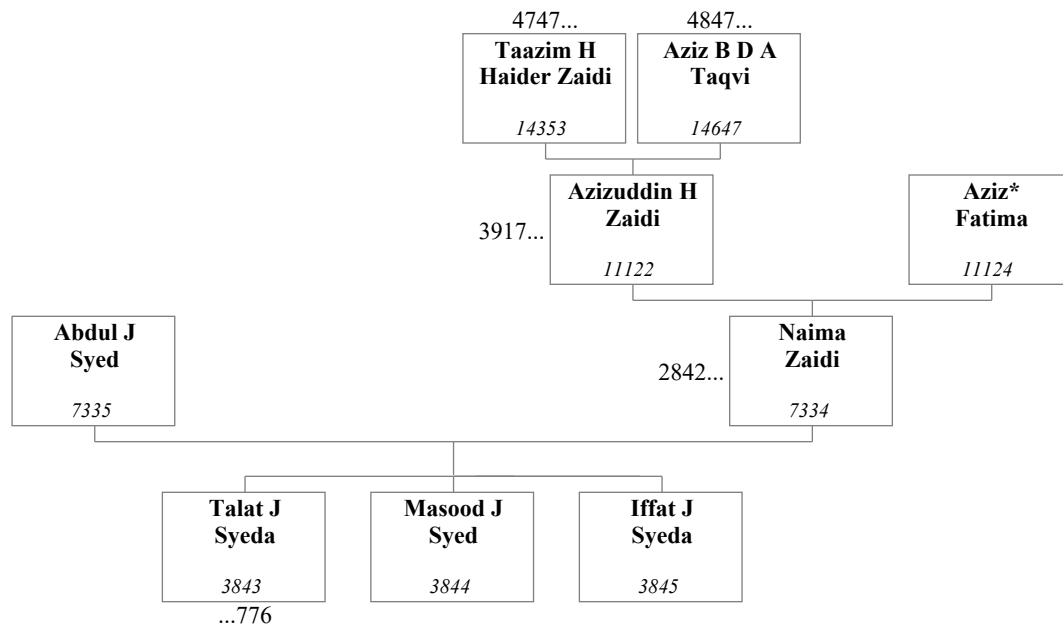 4747...
4847...
Taazim H
Haider Zaidi
14353
Aziz B D A
Taqvi
14647
3917...
Azizuddin H
Zaidi
11122
Aziz*
Fatima
11124
Abdul J
Syed
7335
2842...
Naima
Zaidi
7334
Talat J
Syeda
3843
Masood J
Syed
3844
Iffat J
Syeda
3845
...776